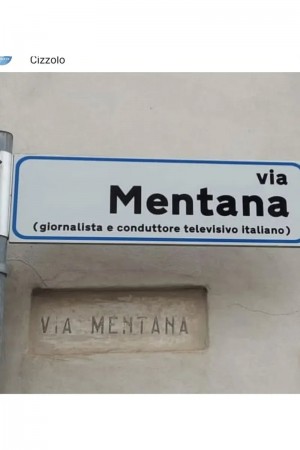 Cizzolo
via
Mentana
(giornalista e conduttore televisivo italiano)
VIA MENTANA